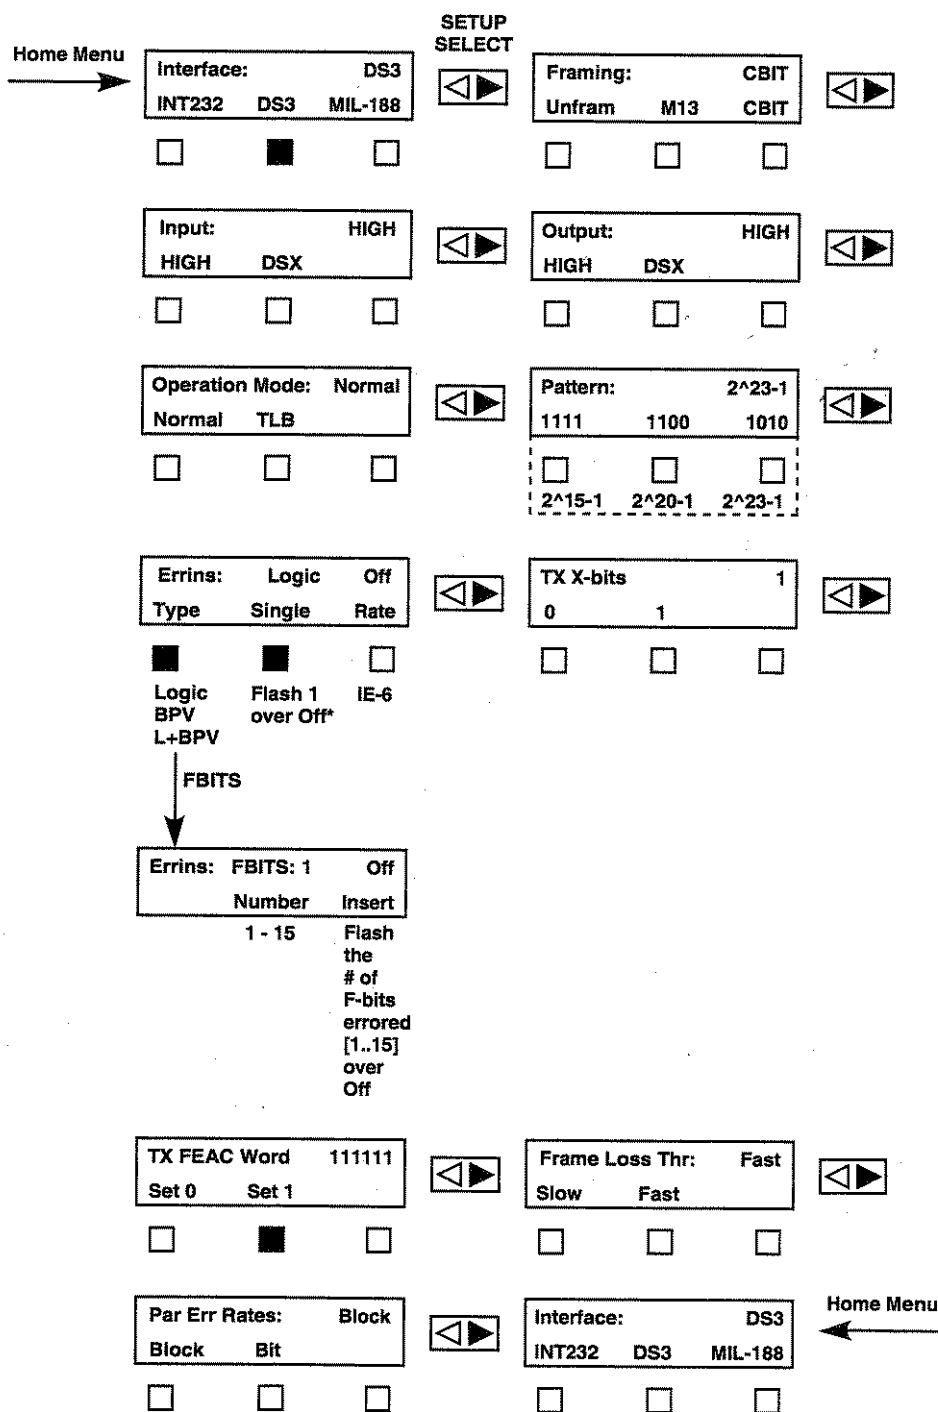 SETUP
SELECT
Home Menu
Interface: DS3
INT232 DS3 MIL-188
Framing: CBIT
Unfram M13 CBIT
Input: HIGH
HIGH DSX
Output: HIGH
HIGH DSX
Operation Mode: Normal
Normal TLB
Pattern: 2^23-1
1111 1100 1010
2^15-1 2^20-1 2^23-1
Errins: Logic Off
Type Single Rate
TX X-bits 1
0 1
Logic
BPV
L+BPV
Flash 1
over Off*
IE-6
FBITS
Errins: FBITS: 1 Off
Number Insert
1 - 15
Flash
the
# of
F-bits
errored
[1..15]
over
Off
TX FEAC Word 111111
Set 0 Set 1
Frame Loss Thr: Fast
Slow Fast
Par Err Rates: Block
Block Bit
Interface: DS3
INT232 DS3 MIL-188
Home Menu